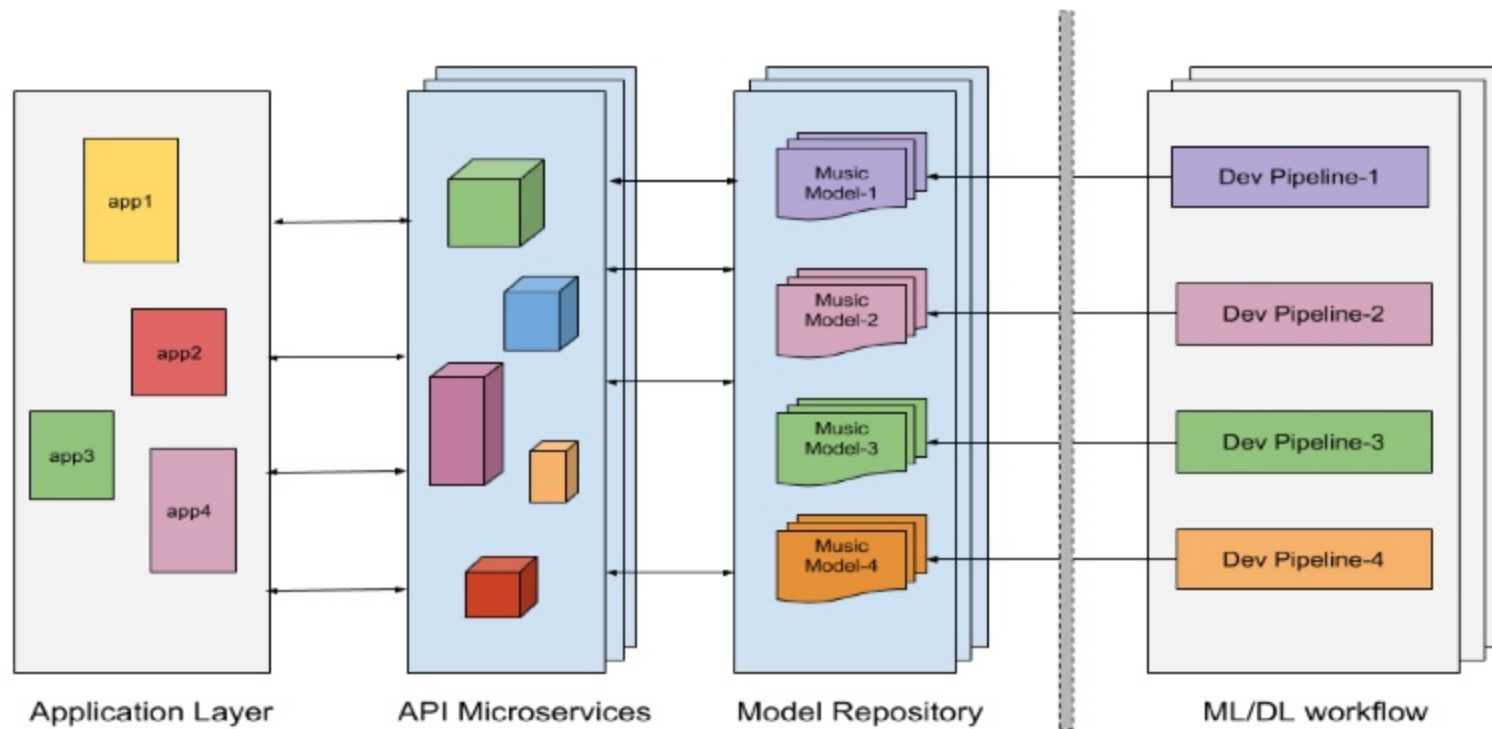 app1
app2
app3
app4
Music
Model-1
Music
Model-2
Music
Model-3
Music
Model-4
Dev Pipeline-1
Dev Pipeline-2
Dev Pipeline-3
Dev Pipeline-4
Application Layer
API Microservices
Model Repository
ML/DL workflow